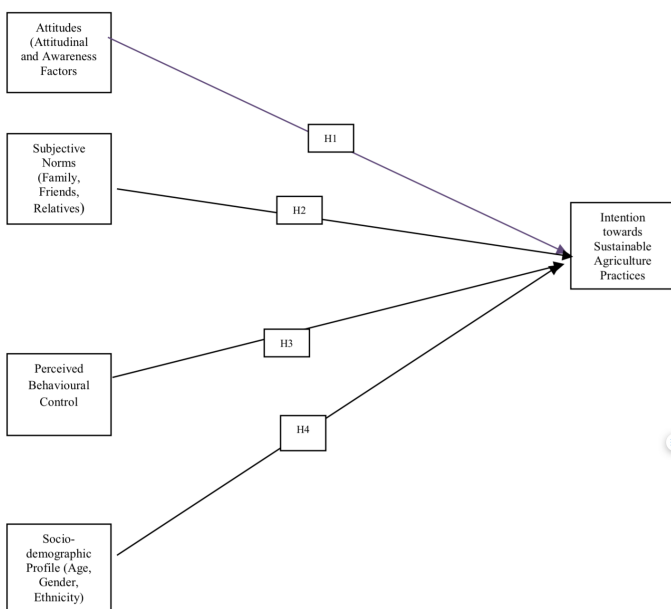 Attitudes
(Attitudinal
and Awareness
Factors
H1
Subjective
Norms
(Family,
Friends,
Relatives)
H2
Intention
towards
Sustainable
Agriculture
Practices
H3
Perceived
Behavioural
Control
H4
Socio-
demographic
Profile (Age,
Gender,
Ethnicity)